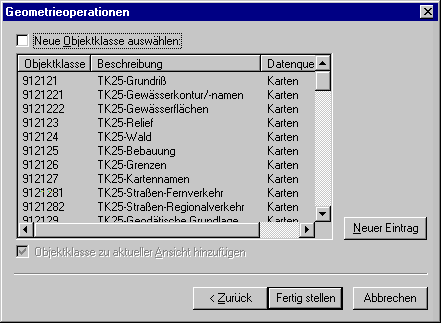 Geometrieoperationen
Neue Objektklasse auswählen:
Objektklasse Beschreibung Datenque
912121 TK25-Grundriß Karten
9121221 TK25-Gewässerkontur/-namen Karten
9121222 TK25-Gewässerflächen Karten
912123 TK25-Relief Karten
912124 TK25-Wald Karten
912125 TK25-Bebauung Karten
912126 TK25-Grenzen Karten
912127 TK25-Kartennamen Karten
9121281 TK25-Straßen-Fernverkehr Karten
9121282 TK25-Straßen-Regionalverkehr Karten
912129 TK25-Geodätische Grundlage Karten
Neuer Eintrag
Objektklasse zu aktueller Ansicht hinzufügen
< Zurück Fertig stellen Abbrechen